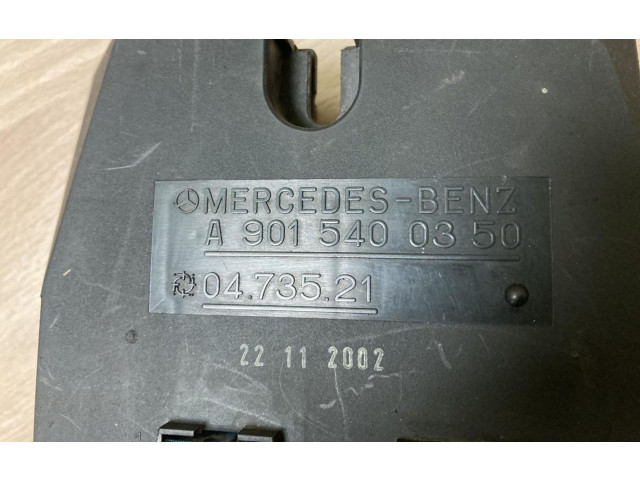 MERCEDES-BENZ
A 901 540 03 50
04.735.21
22 11 2002